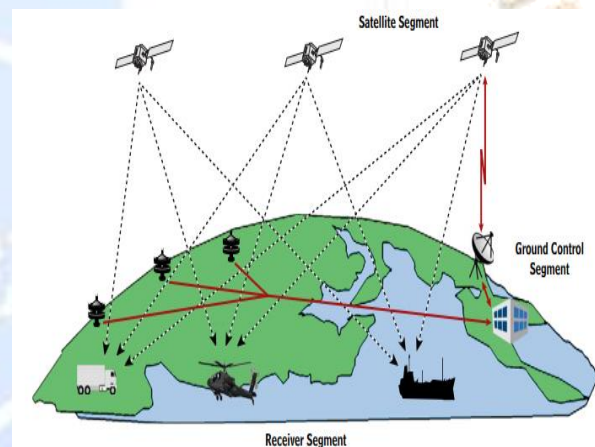 Satellite Segment
Ground Control
Segment
Receiver Segment